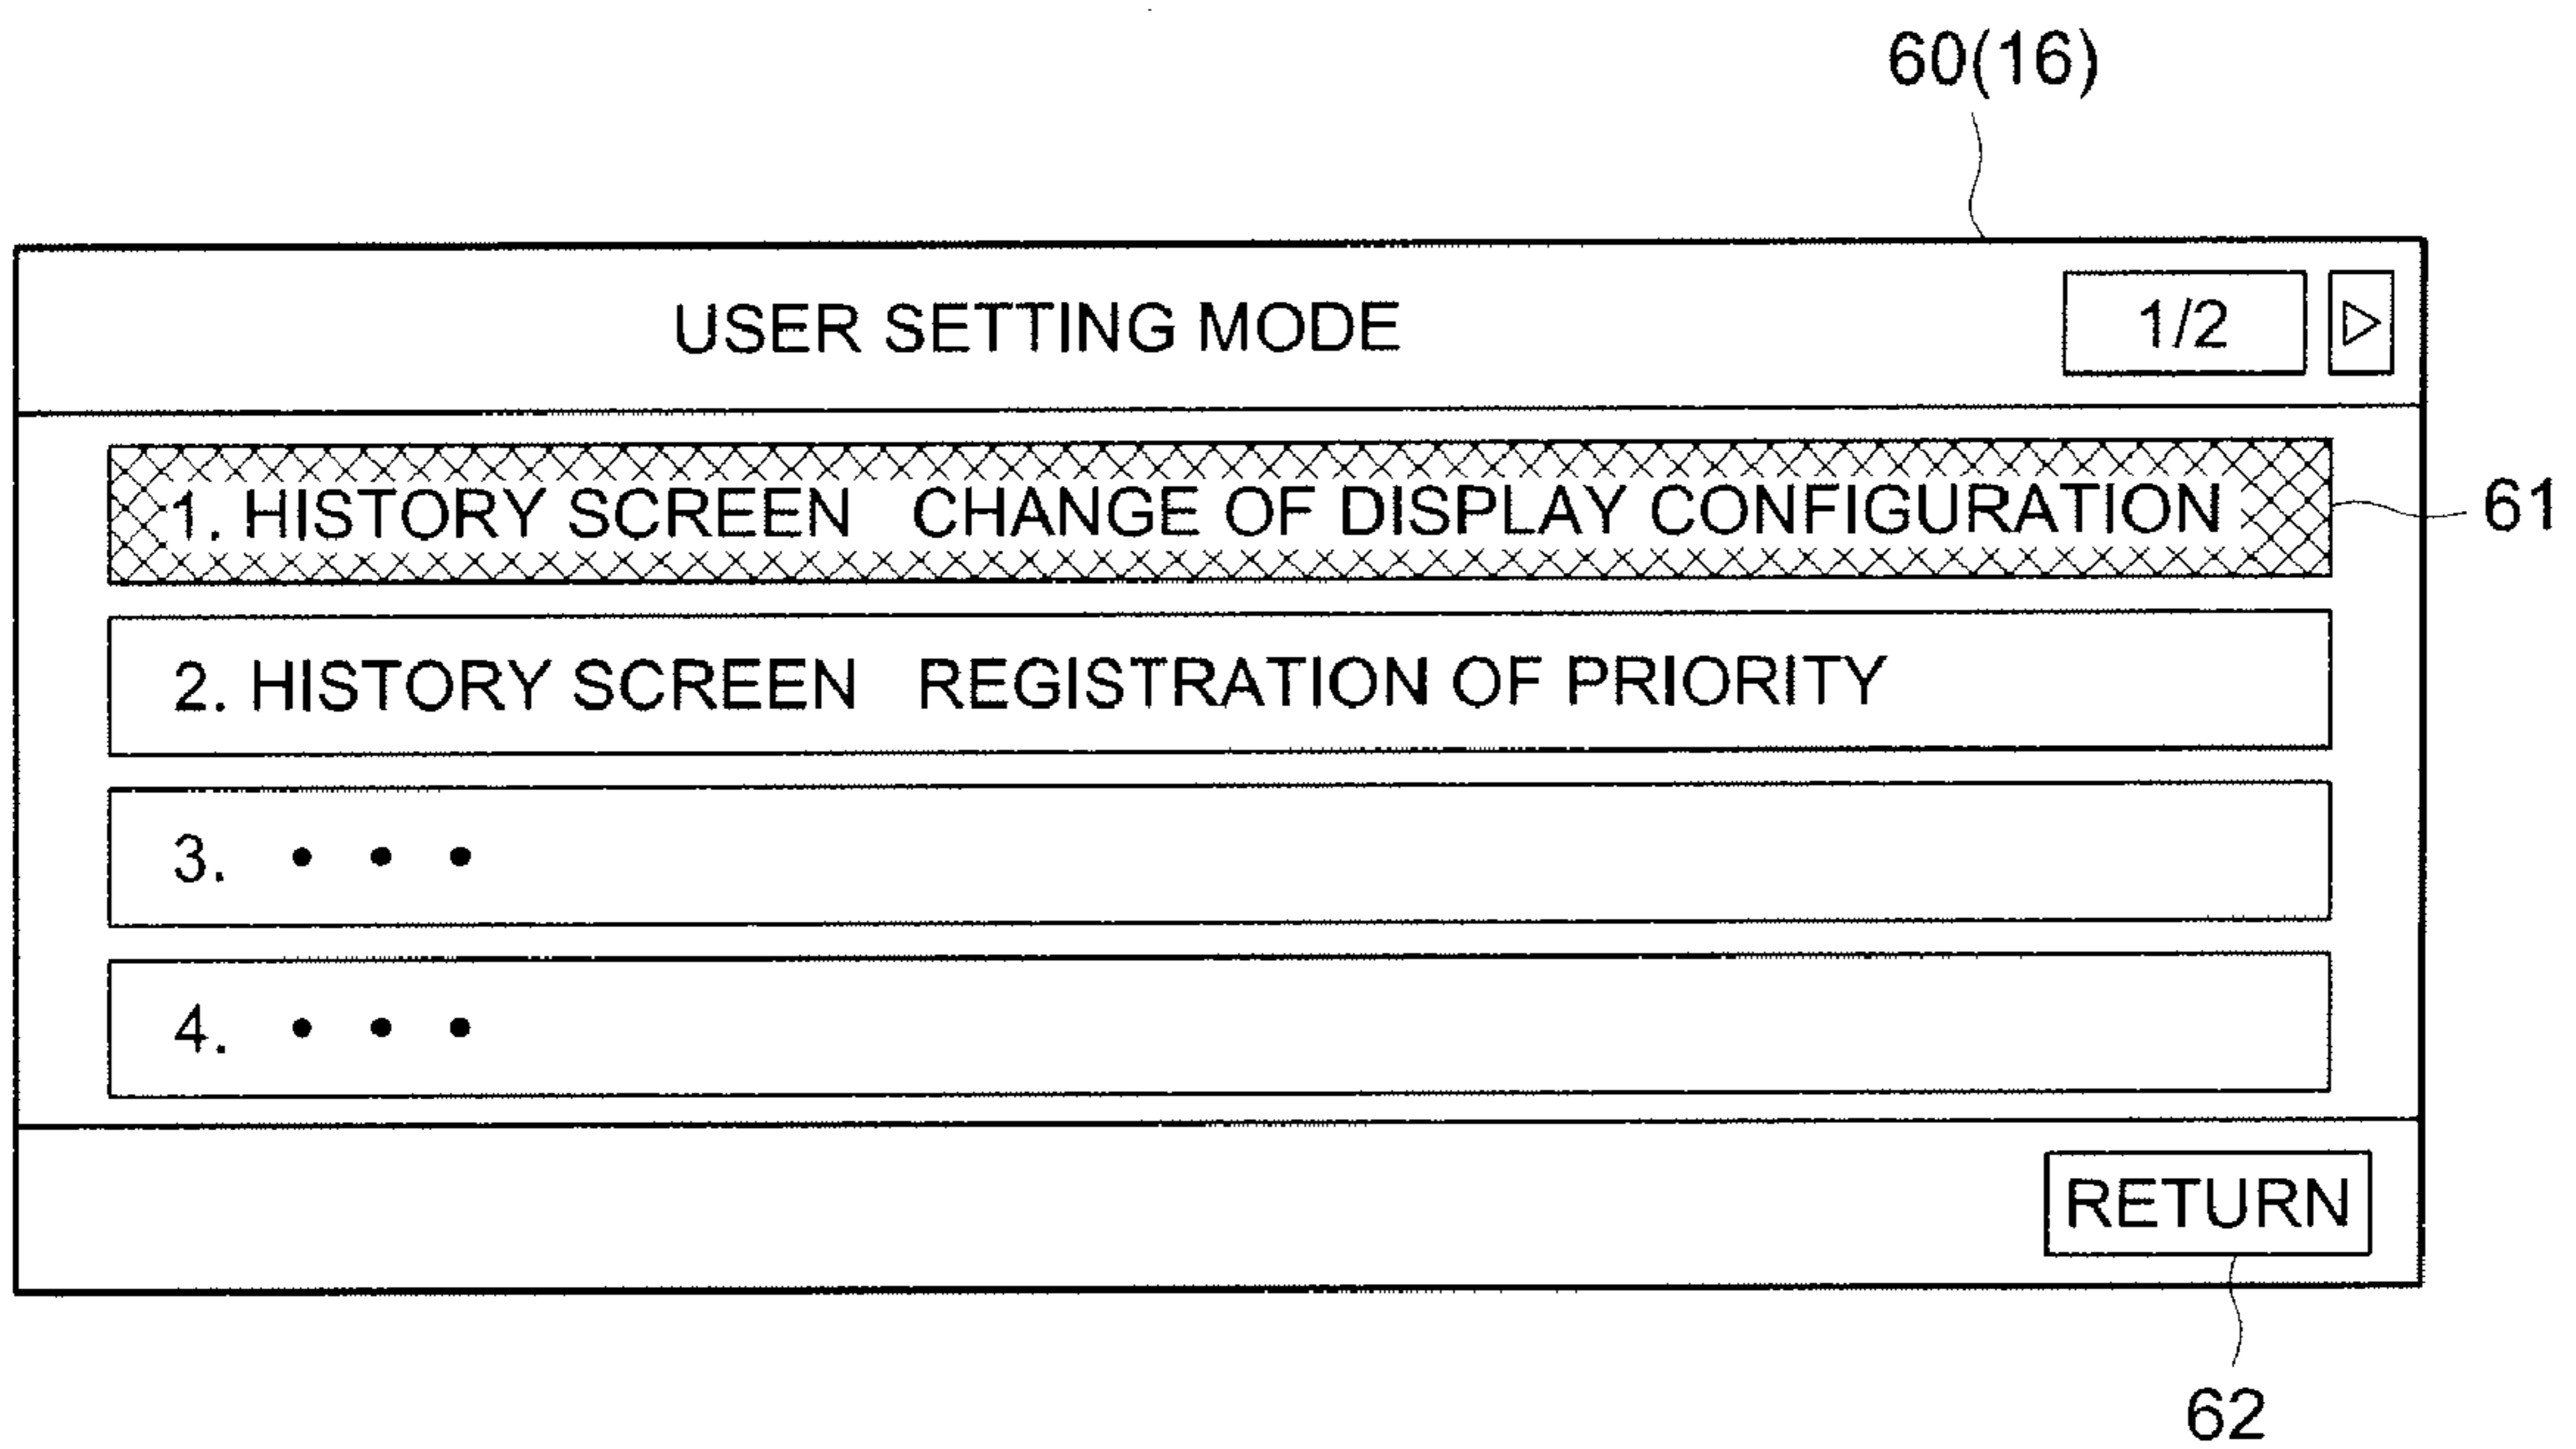 60(16)
USER SETTING MODE 1/2
1. HISTORY SCREEN CHANGE OF DISPLAY CONFIGURATION 61
2. HISTORY SCREEN REGISTRATION OF PRIORITY
3. • • •
4. • • •
RETURN
62